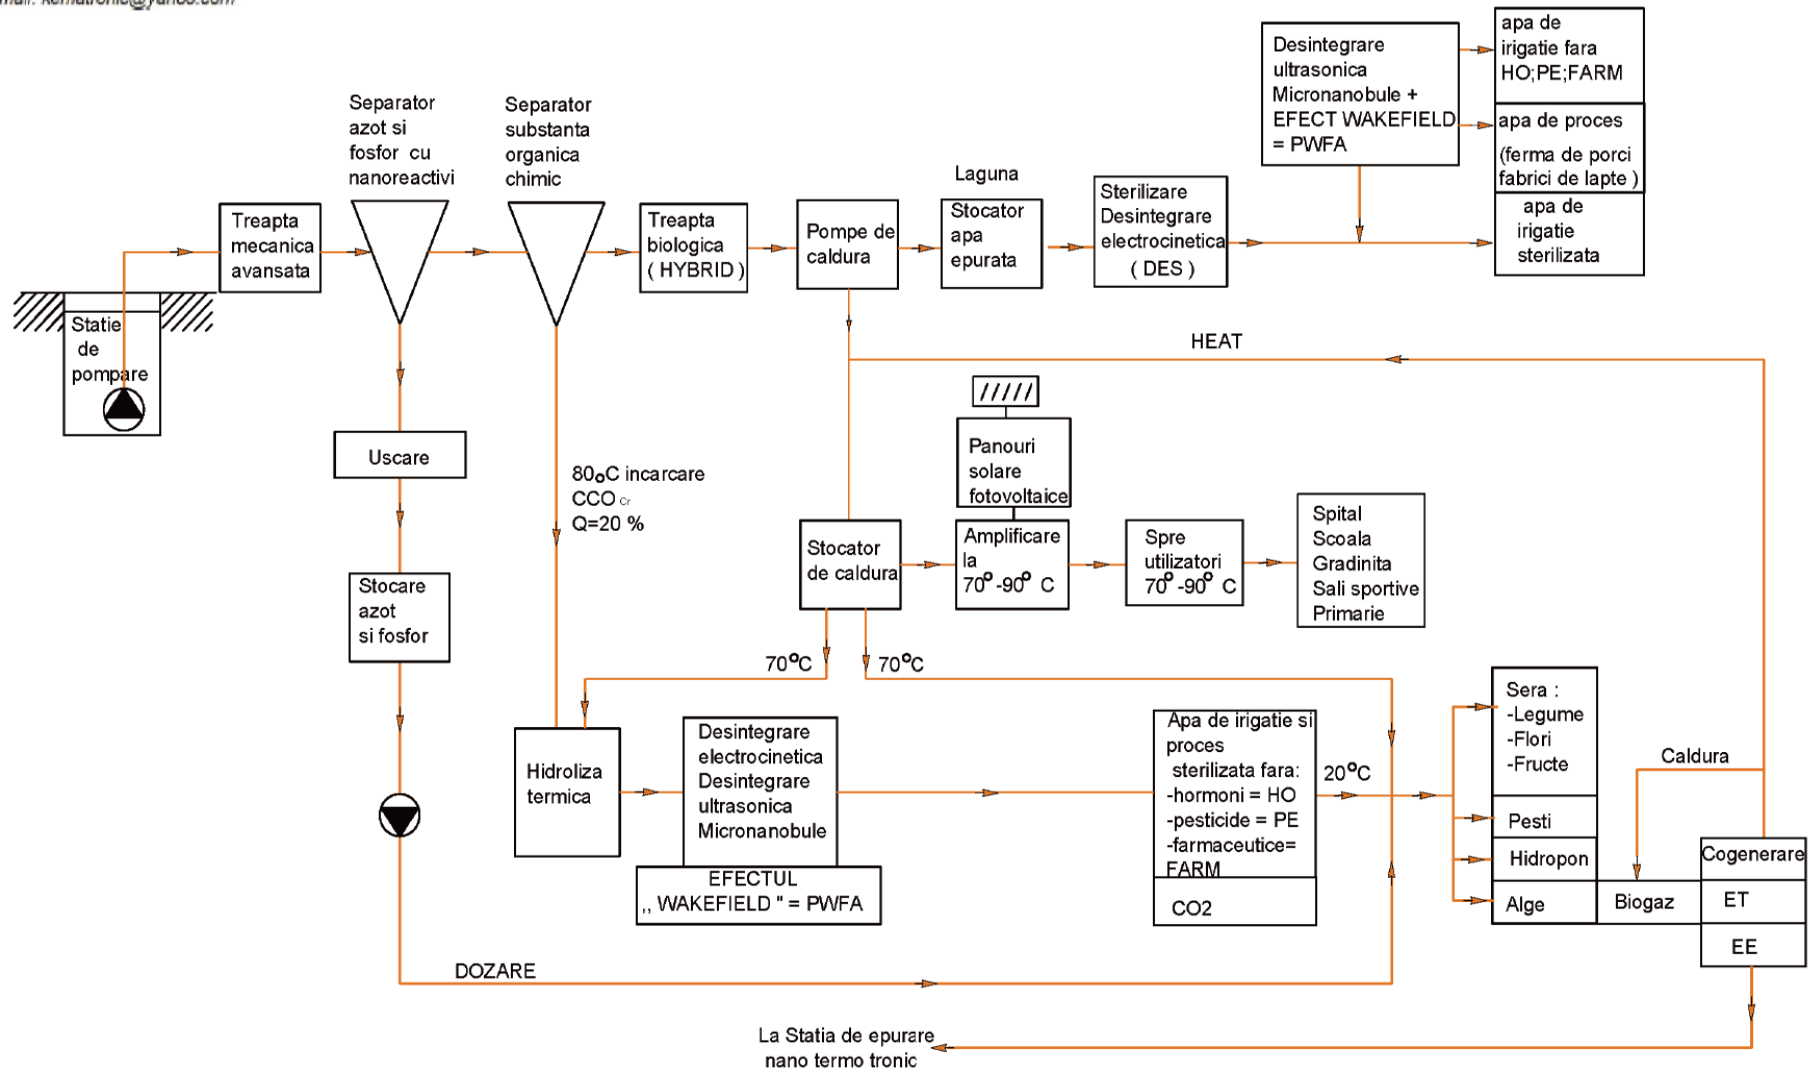 Separator
azot si
fosfor cu
nanoreactivi
Separator
substanta
organica
chimic
Desintegrare
ultrasonica
Micronanobule +
EFECT WAKEFIELD
= PWFA
apa de
irigatie fara
HO;PE;FARM
apa de proces
(ferma de porci
fabrici de lapte )
apa de
irigatie
sterilizata
Statie
de
pompare
Treapta
mecanica
avansata
Treapta
biologica
( HYBRID )
Pompe de
caldura
Laguna
Stocator
apa
epurata
Sterilizare
Desintegrare
electrocinetica
( DES )
HEAT
Uscare
Stocare
azot
si fosfor
80oC incarcare
CCO Cr
Q=20 %
Panouri
solare
fotovoltaice
Stocator
de caldura
Amplificare
la
70° -90° C
Spre
utilizatori
70° -90° C
Spital
Scoala
Gradinita
Sali sportive
Primarie
70°C
70°C
Hidroliza
termica
Desintegrare
electrocinetica
Desintegrare
ultrasonica
Micronanobule
EFECTUL
,, WAKEFIELD " = PWFA
Apa de irigatie si
proces
sterilizata fara:
-hormoni = HO
-pesticide = PE
-farmaceutice=
FARM
CO2
20°C
Sera :
-Legume
-Flori
-Fructe
Pesti
Hidropon
Alge
Biogaz
Caldura
Cogenerare
ET
EE
DOZARE
La Statia de epurare
nano termo tronic